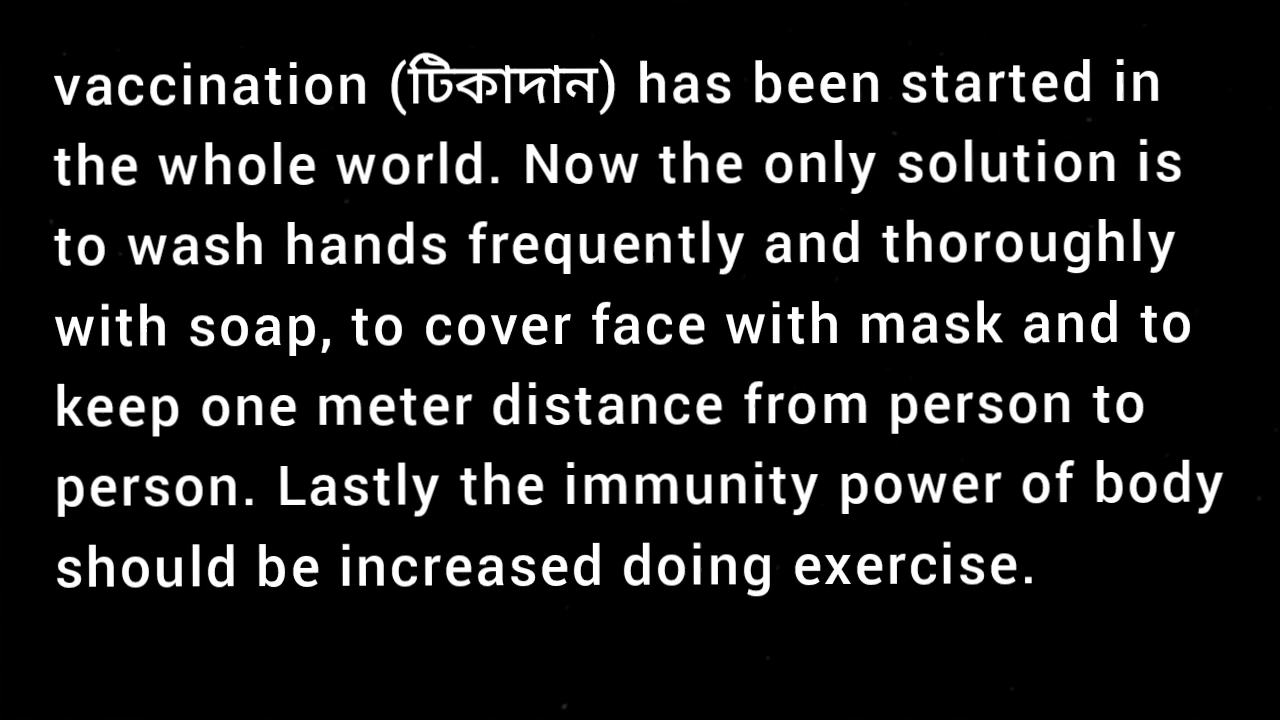 vaccination (টিকাদান) has been started in
the whole world. Now the only solution is
to wash hands frequently and thoroughly
with soap, to cover face with mask and to
keep one meter distance from person to
person. Lastly the immunity power of body
should be increased doing exercise.